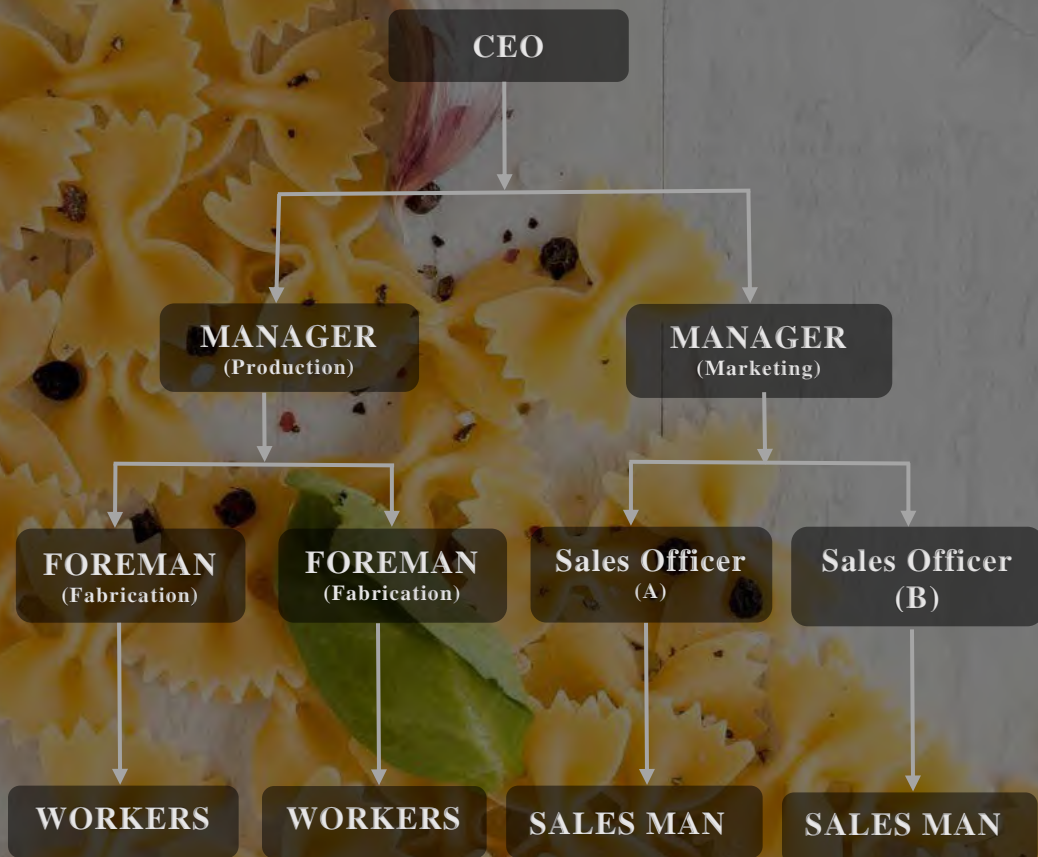 CEO
MANAGER
(Production)
MANAGER
(Marketing)
FOREMAN
(Fabrication)
FOREMAN
(Fabrication)
Sales Officer
(A)
Sales Officer
(B)
WORKERS
WORKERS
SALES MAN
SALES MAN